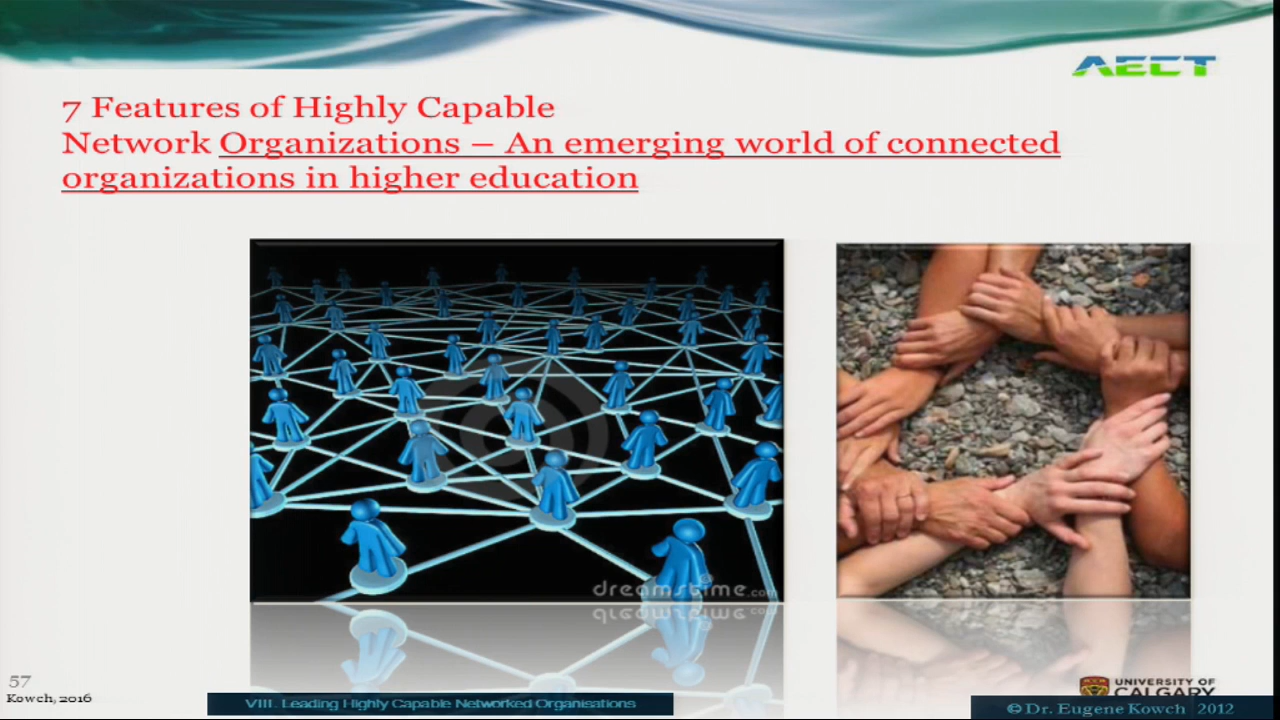 AECT
7 Features of Highly Capable
Network Organizations – An emerging world of connected
organizations in higher education
dreamstime.com
57
Kowch, 2016
VIII. Leading Highly Capable Networked Organisations
UNIVERSITY OF
CALGARY
© Dr. Eugene Kowch 2012